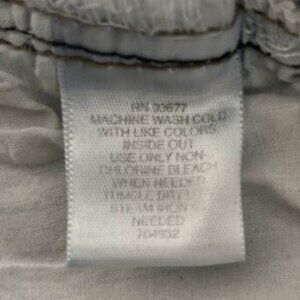 RN 33677
MACHINE WASH COLD
WITH LIKE COLORS
INSIDE OUT
USE ONLY NON-
CHLORINE BLEACH
WHEN NEEDED
TUMBLE DRY
STEAM IRON
NEEDED
704932